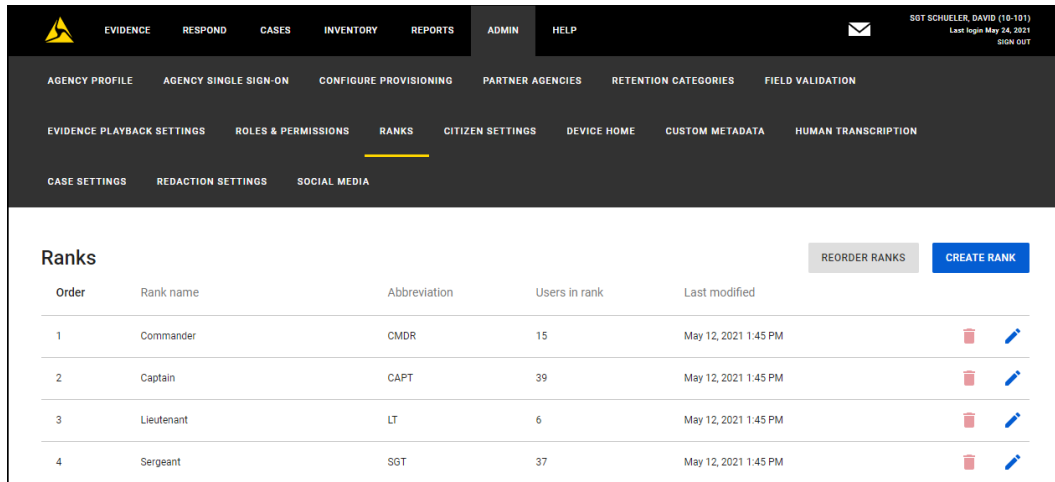 EVIDENCE RESPOND CASES INVENTORY REPORTS ADMIN HELP
SGT SCHUELER, DAVID (10-101)
Last login May 24, 2021
SIGN OUT
AGENCY PROFILE AGENCY SINGLE SIGN-ON CONFIGURE PROVISIONING PARTNER AGENCIES RETENTION CATEGORIES FIELD VALIDATION
EVIDENCE PLAYBACK SETTINGS ROLES & PERMISSIONS RANKS CITIZEN SETTINGS DEVICE HOME CUSTOM METADATA HUMAN TRANSCRIPTION
CASE SETTINGS REDACTION SETTINGS SOCIAL MEDIA
Ranks REORDER RANKS CREATE RANK
Order Rank name Abbreviation Users in rank Last modified
1 Commander CMDR 15 May 12, 2021 1:45 PM
2 Captain CAPT 39 May 12, 2021 1:45 PM
3 Lieutenant LT 6 May 12, 2021 1:45 PM
4 Sergeant SGT 37 May 12, 2021 1:45 PM